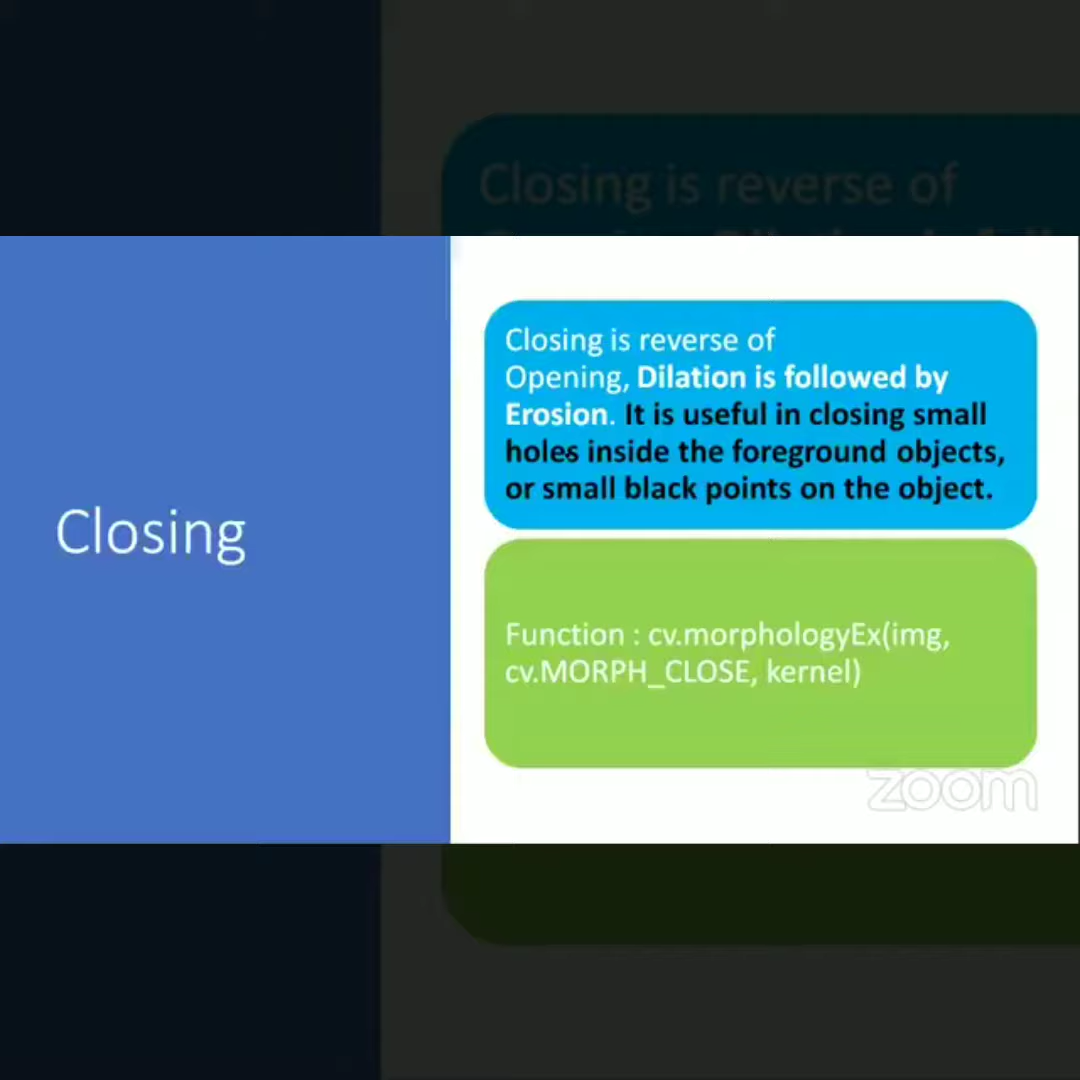 Closing is reverse of
Closing
Closing is reverse of
Opening, Dilation is followed by
Erosion. It is useful in closing small
holes inside the foreground objects,
or small black points on the object.
Function : cv.morphologyEx(img,
cv.MORPH_CLOSE, kernel)
zoom